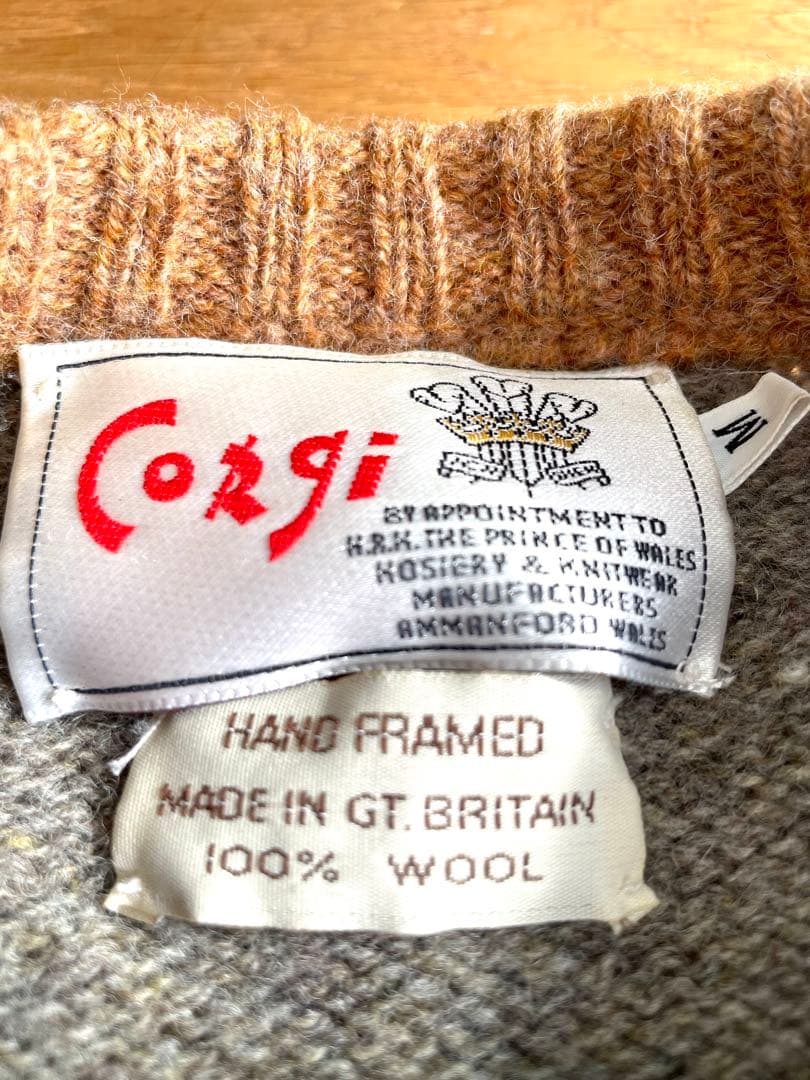 Corgi
BY APPOINTMENT TO
H.R.H. THE PRINCE OF WALES
HOSIERY & KNITWEAR
MANUFACTURERS
AMMANFORD WALES
M
HAND FRAMED
MADE IN GT. BRITAIN
100% WOOL